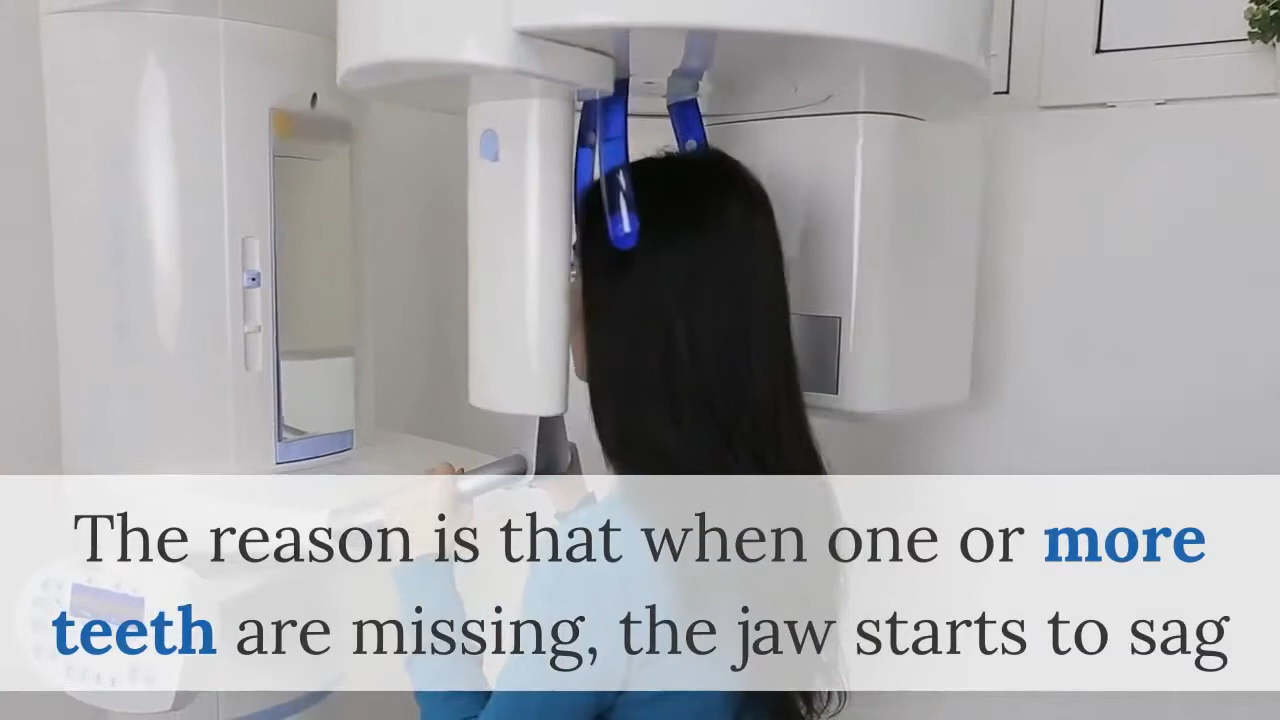 The reason is that when one or more
teeth are missing, the jaw starts to sag